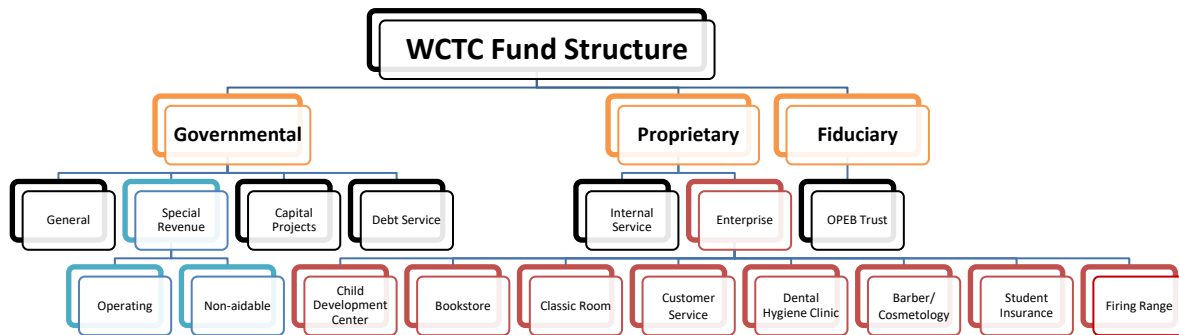 WCTC Fund Structure
Governmental
Proprietary
Fiduciary
General
Special
Revenue
Capital
Projects
Debt Service
Internal
Service
Enterprise
OPEB Trust
Operating
Non-aidable
Child
Development
Center
Bookstore
Classic Room
Customer
Service
Dental
Hygiene Clinic
Barber/
Cosmetology
Student
Insurance
Firing Range